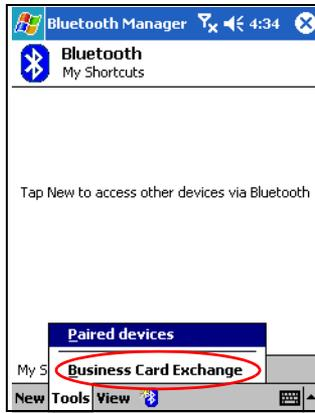 Bluetooth Manager 4:34
Bluetooth
My Shortcuts
Tap New to access other devices via Bluetooth
Paired devices
My S
Business Card Exchange
New Tools View